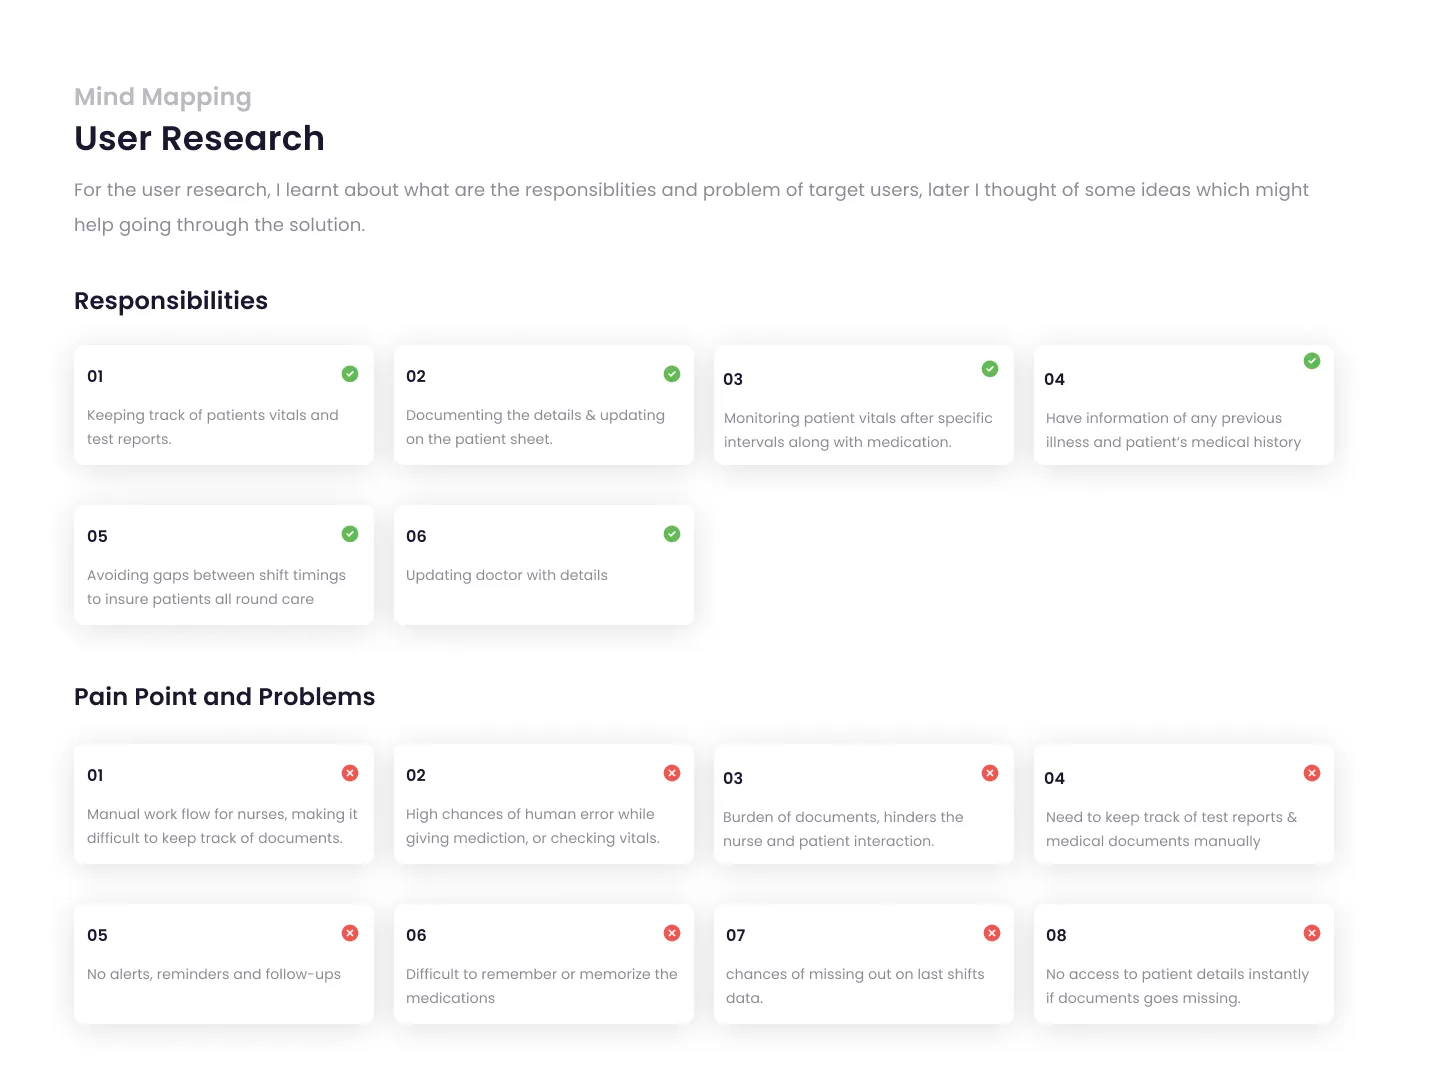 Mind Mapping
User Research
For the user research, I learnt about what are the responsiblities and problem of target users, later I thought of some ideas which might
help going through the solution.
Responsibilities
01
Keeping track of patients vitals and
test reports.
02
Documenting the details & updating
on the patient sheet.
03
Monitoring patient vitals after specific
intervals along with medication.
04
Have information of any previous
illness and patient's medical history
05
Avoiding gaps between shift timings
to insure patients all round care
06
Updating doctor with details
Pain Point and Problems
01
Manual work flow for nurses, making it
difficult to keep track of documents.
02
High chances of human error while
giving mediction, or checking vitals.
03
Burden of documents, hinders the
nurse and patient interaction.
04
Need to keep track of test reports &
medical documents manually
05
No alerts, reminders and follow-ups
06
Difficult to remember or memorize the
medications
07
chances of missing out on last shifts
data.
08
No access to patient details instantly
if documents goes missing.